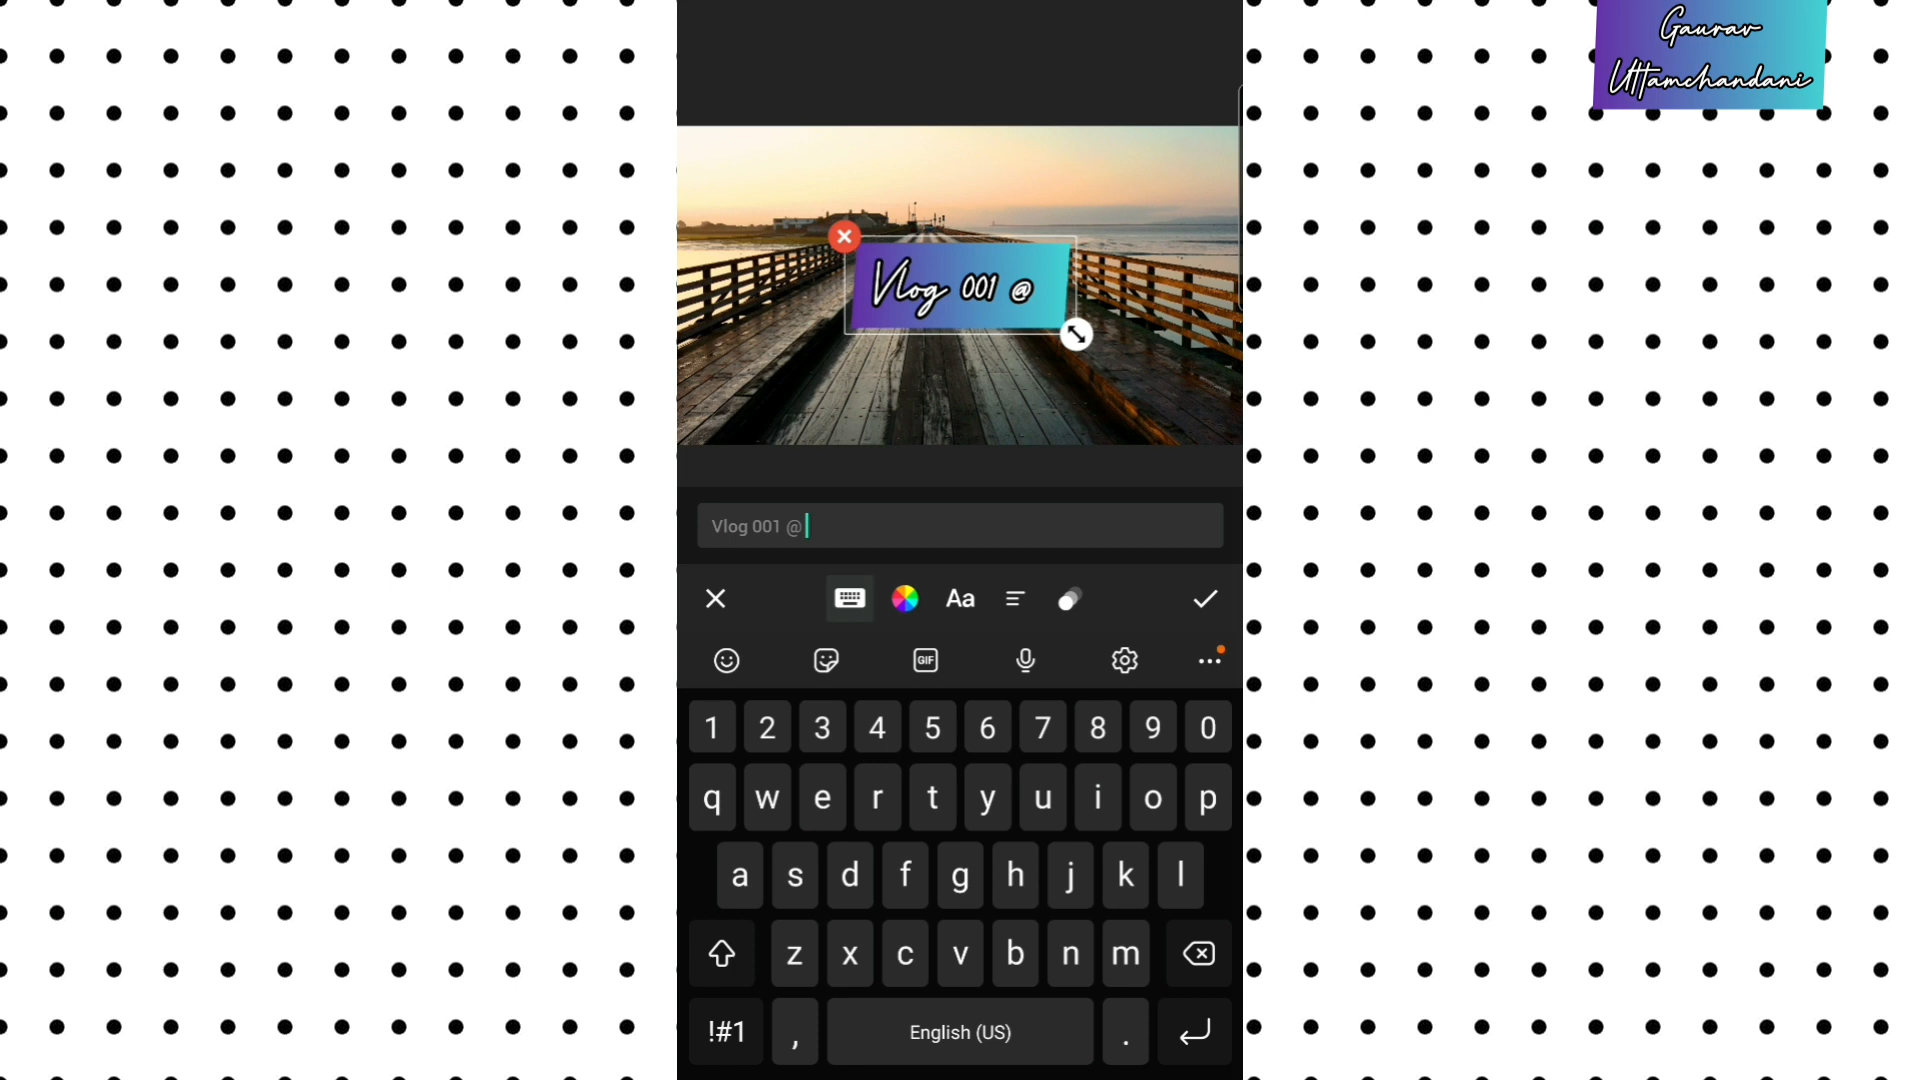 Gaurav
Uttamchandani
Vlog 001 @
Vlog 001 @
Aa
GIF
1 2 3 4 5 6 7 8 9 0
q w e r t y u i o p
a s d f g h j k l
z x c v b n m
!#1 , English (US) .